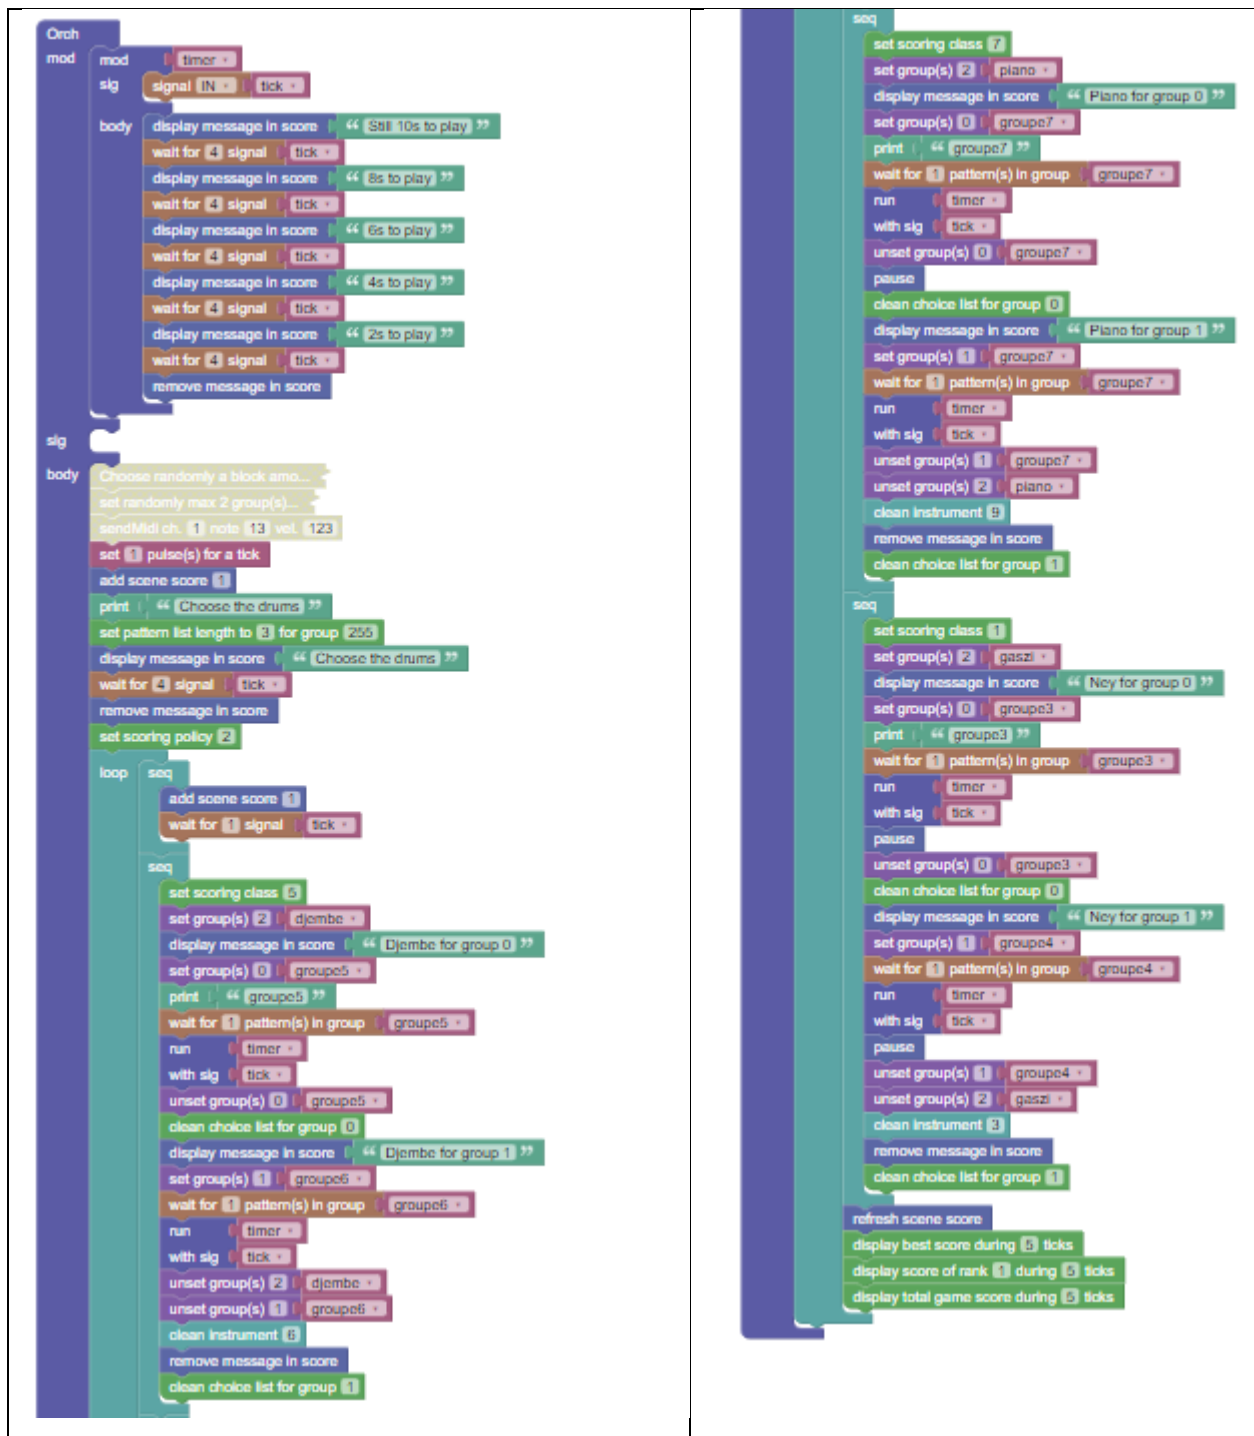 Orch
mod mod timer
sig signal IN tick
body display message in score “ Still 10s to play ”
wait for 4 signal tick
display message in score “ 8s to play ”
wait for 4 signal tick
display message in score “ 6s to play ”
wait for 4 signal tick
display message in score “ 4s to play ”
wait for 4 signal tick
display message in score “ 2s to play ”
wait for 4 signal tick
remove message in score
sig
body Choose randomly a block amo...
set randomly max 2 group(s)...
sendMidi ch. 1 note 13 vel. 123
set 1 pulse(s) for a tick
add scene score 1
print “ Choose the drums ”
set pattern list length to 3 for group 255
display message in score “ Choose the drums ”
wait for 4 signal tick
remove message in score
set scoring policy 2
loop seq
add scene score 1
wait for 1 signal tick
seq
set scoring class 5
set group(s) 2 djembe
display message in score “ Djembe for group 0 ”
set group(s) 0 groupe5
print “ groupe5 ”
wait for 1 pattern(s) in group groupe5
run timer
with sig tick
unset group(s) 0 groupe5
clean choice list for group 0
display message in score “ Djembe for group 1 ”
set group(s) 1 groupe6
wait for 1 pattern(s) in group groupe6
run timer
with sig tick
unset group(s) 2 djembe
unset group(s) 1 groupe6
clean instrument 6
remove message in score
clean choice list for group 1
seq
set scoring class 7
set group(s) 2 piano
display message in score “ Piano for group 0 ”
set group(s) 0 groupe7
print “ groupe7 ”
wait for 1 pattern(s) in group groupe7
run timer
with sig tick
unset group(s) 0 groupe7
pause
clean choice list for group 0
display message in score “ Piano for group 1 ”
set group(s) 1 groupe7
wait for 1 pattern(s) in group groupe7
run timer
with sig tick
unset group(s) 1 groupe7
unset group(s) 2 piano
clean instrument 9
remove message in score
clean choice list for group 1
seq
set scoring class 1
set group(s) 2 gaszi
display message in score “ Ney for group 0 ”
set group(s) 0 groupe3
print “ groupe3 ”
wait for 1 pattern(s) in group groupe3
run timer
with sig tick
pause
unset group(s) 0 groupe3
clean choice list for group 0
display message in score “ Ney for group 1 ”
set group(s) 1 groupe4
wait for 1 pattern(s) in group groupe4
run timer
with sig tick
pause
unset group(s) 1 groupe4
unset group(s) 2 gaszi
clean instrument 3
remove message in score
clean choice list for group 1
refresh scene score
display best score during 5 ticks
display score of rank 1 during 5 ticks
display total game score during 5 ticks